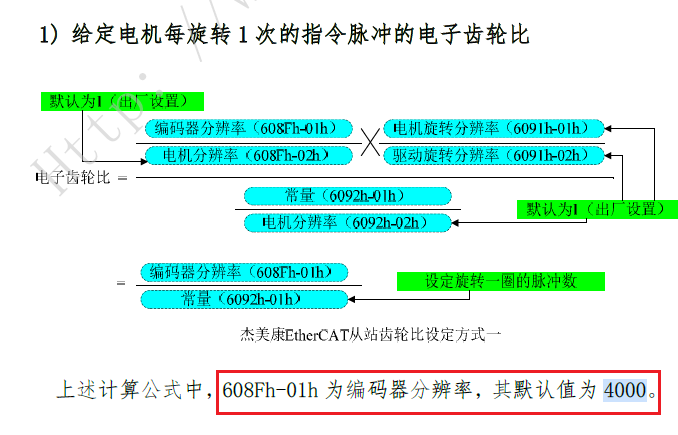 1）给定电机每旋转1次的指令脉冲的电子齿轮比
默认为1（出厂设置）
编码器分辨率（608Fh-01h）
电机旋转分辨率（6091h-01h）
电机分辨率（608Fh-02h）
驱动旋转分辨率（6091h-02h）
电子齿轮比 =
常量（6092h-01h）
电机分辨率（6092h-02h）
默认为1（出厂设置）
=
编码器分辨率（608Fh-01h）
常量（6092h-01h）
设定旋转一圈的脉冲数
杰美康EtherCAT从站齿轮比设定方式一
上述计算公式中，608Fh-01h 为编码器分辨率，其默认值为 4000。
Http: //w